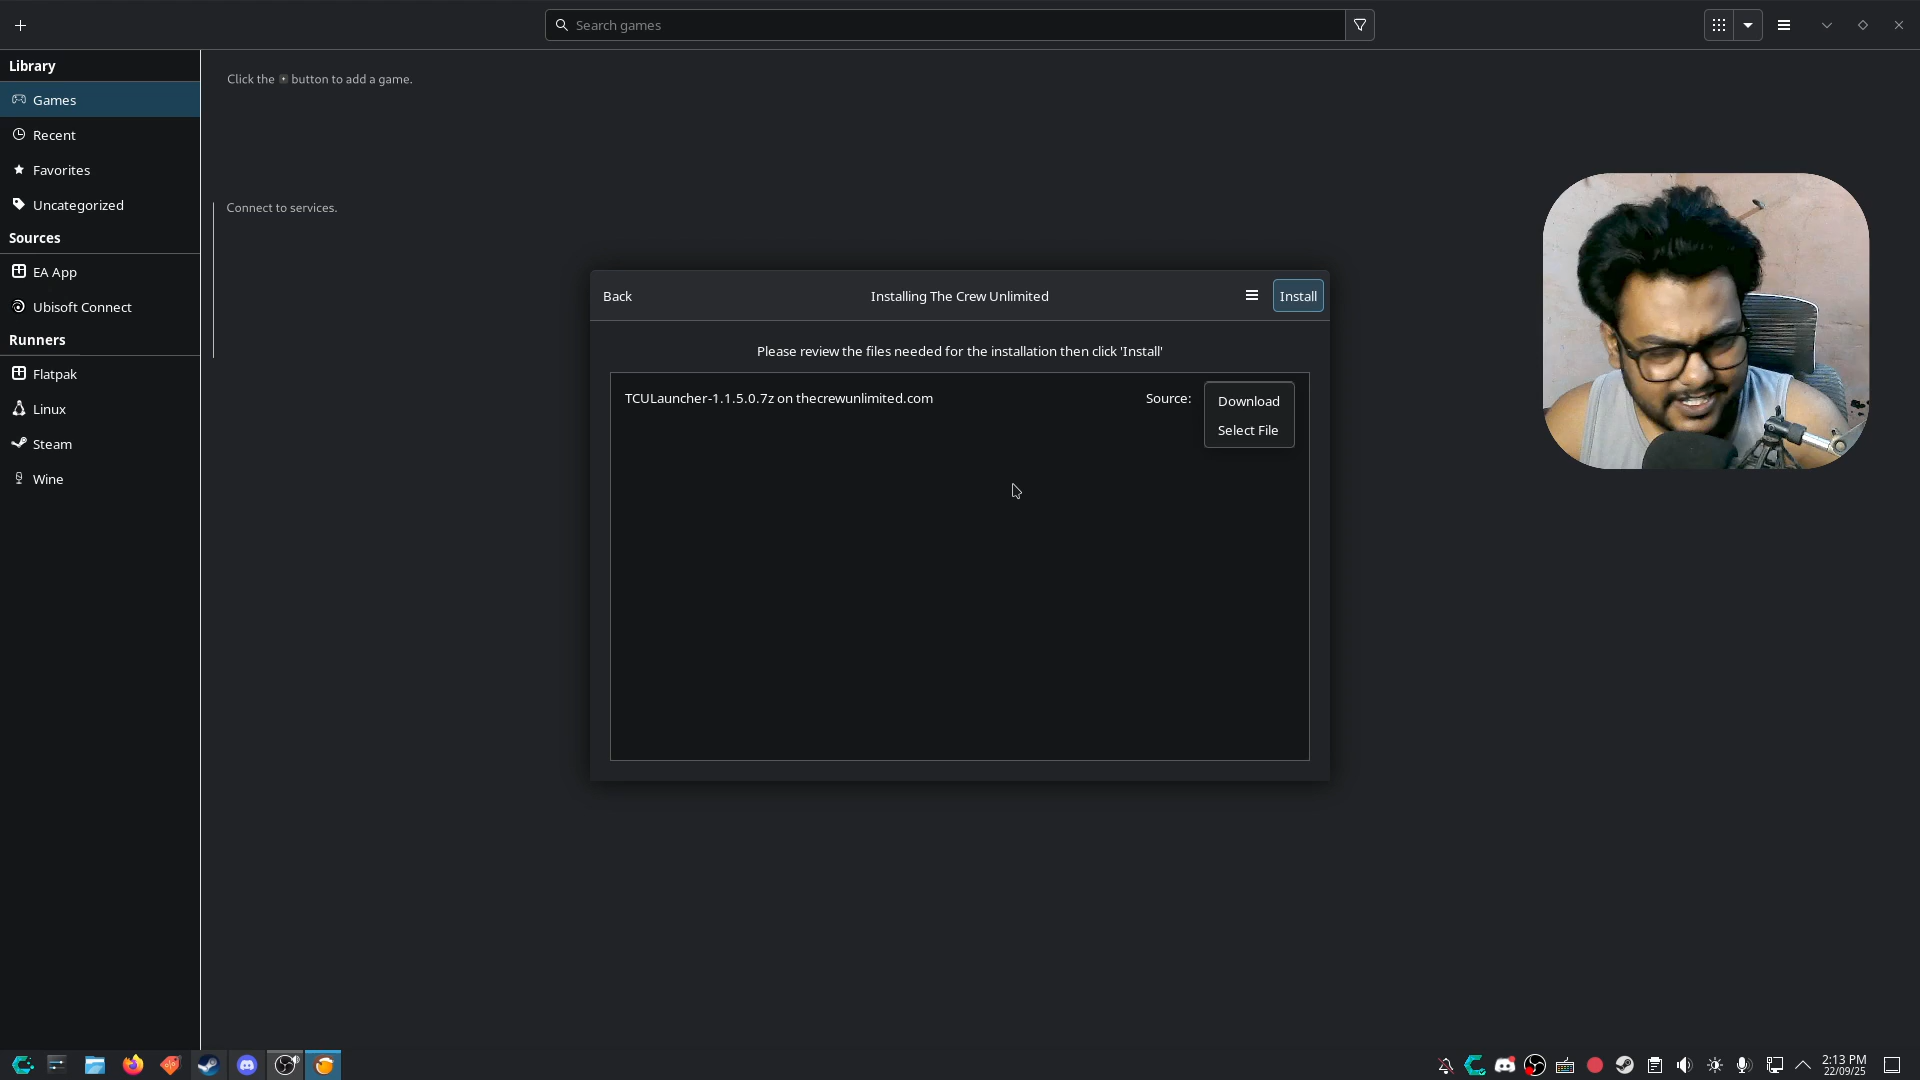 Search games
Library
Games
Recent
Favorites
Uncategorized
Sources
EA App
Ubisoft Connect
Runners
Flatpak
Linux
Steam
Wine
Click the + button to add a game.
Connect to services.
Back
Installing The Crew Unlimited
Install
Please review the files needed for the installation then click 'Install'
TCULauncher-1.1.5.0.7z on thecrewunlimited.com
Source:
Download
Select File
2:13 PM
22/09/25